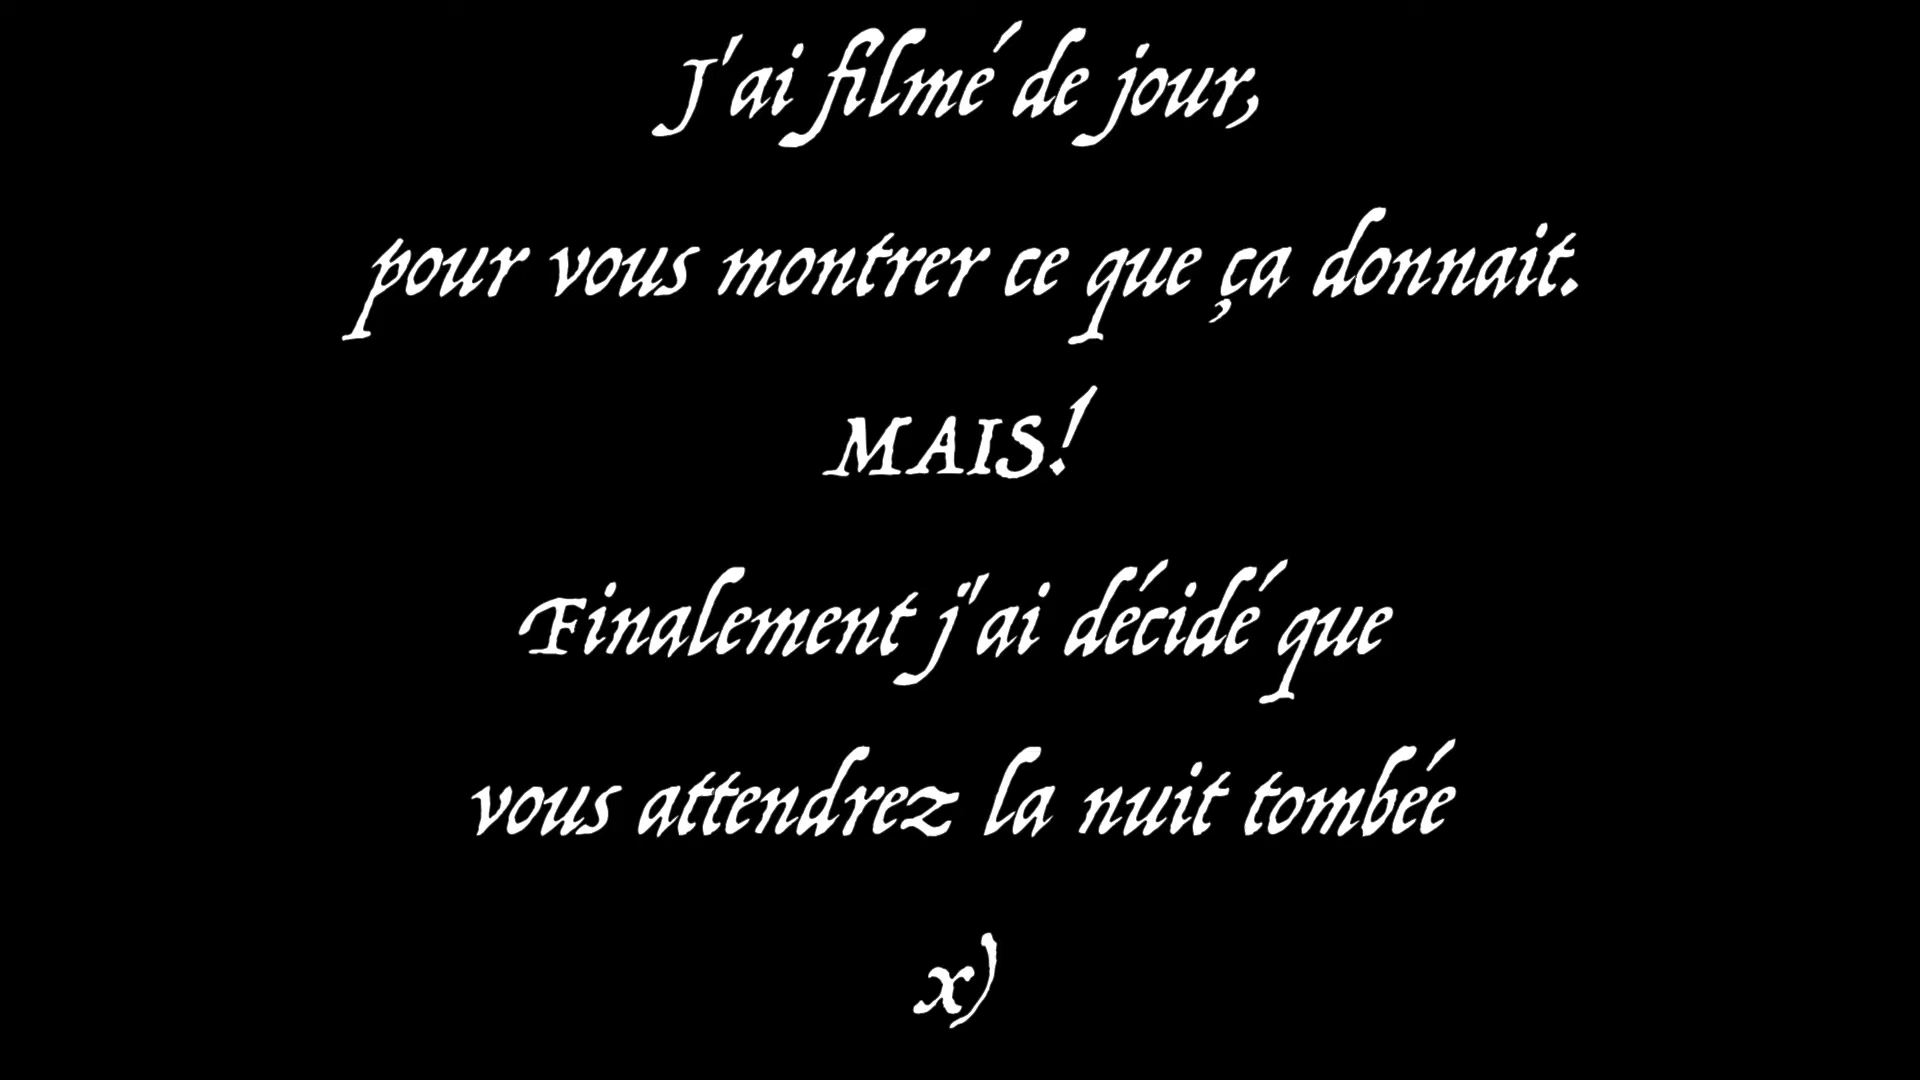 J'ai filmé de jour,
pour vous montrer ce que ça donnait.
MAIS!
Finalement j'ai décidé que
vous attendrez la nuit tombée
x)